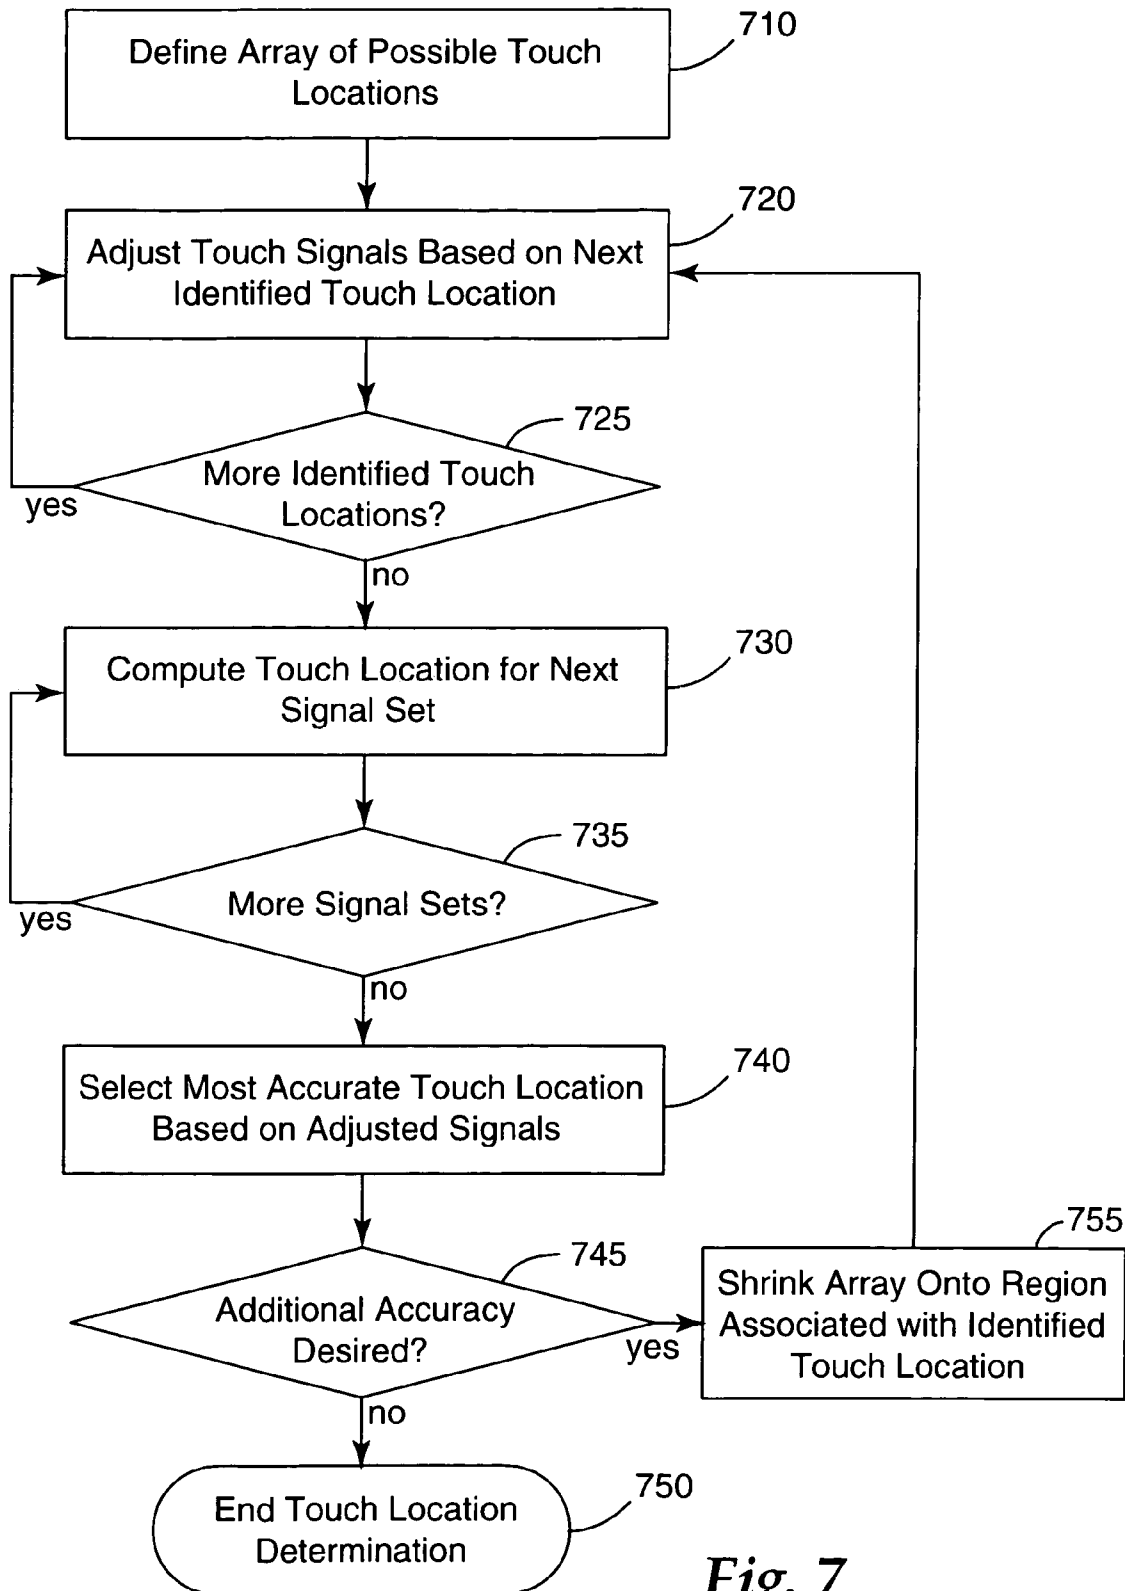 710
Define Array of Possible Touch
Locations
720
Adjust Touch Signals Based on Next
Identified Touch Location
725
More Identified Touch
Locations?
yes
no
730
Compute Touch Location for Next
Signal Set
735
More Signal Sets?
yes
no
740
Select Most Accurate Touch Location
Based on Adjusted Signals
745
Additional Accuracy
Desired?
yes
755
Shrink Array Onto Region
Associated with Identified
Touch Location
no
750
End Touch Location
Determination
Fig. 7